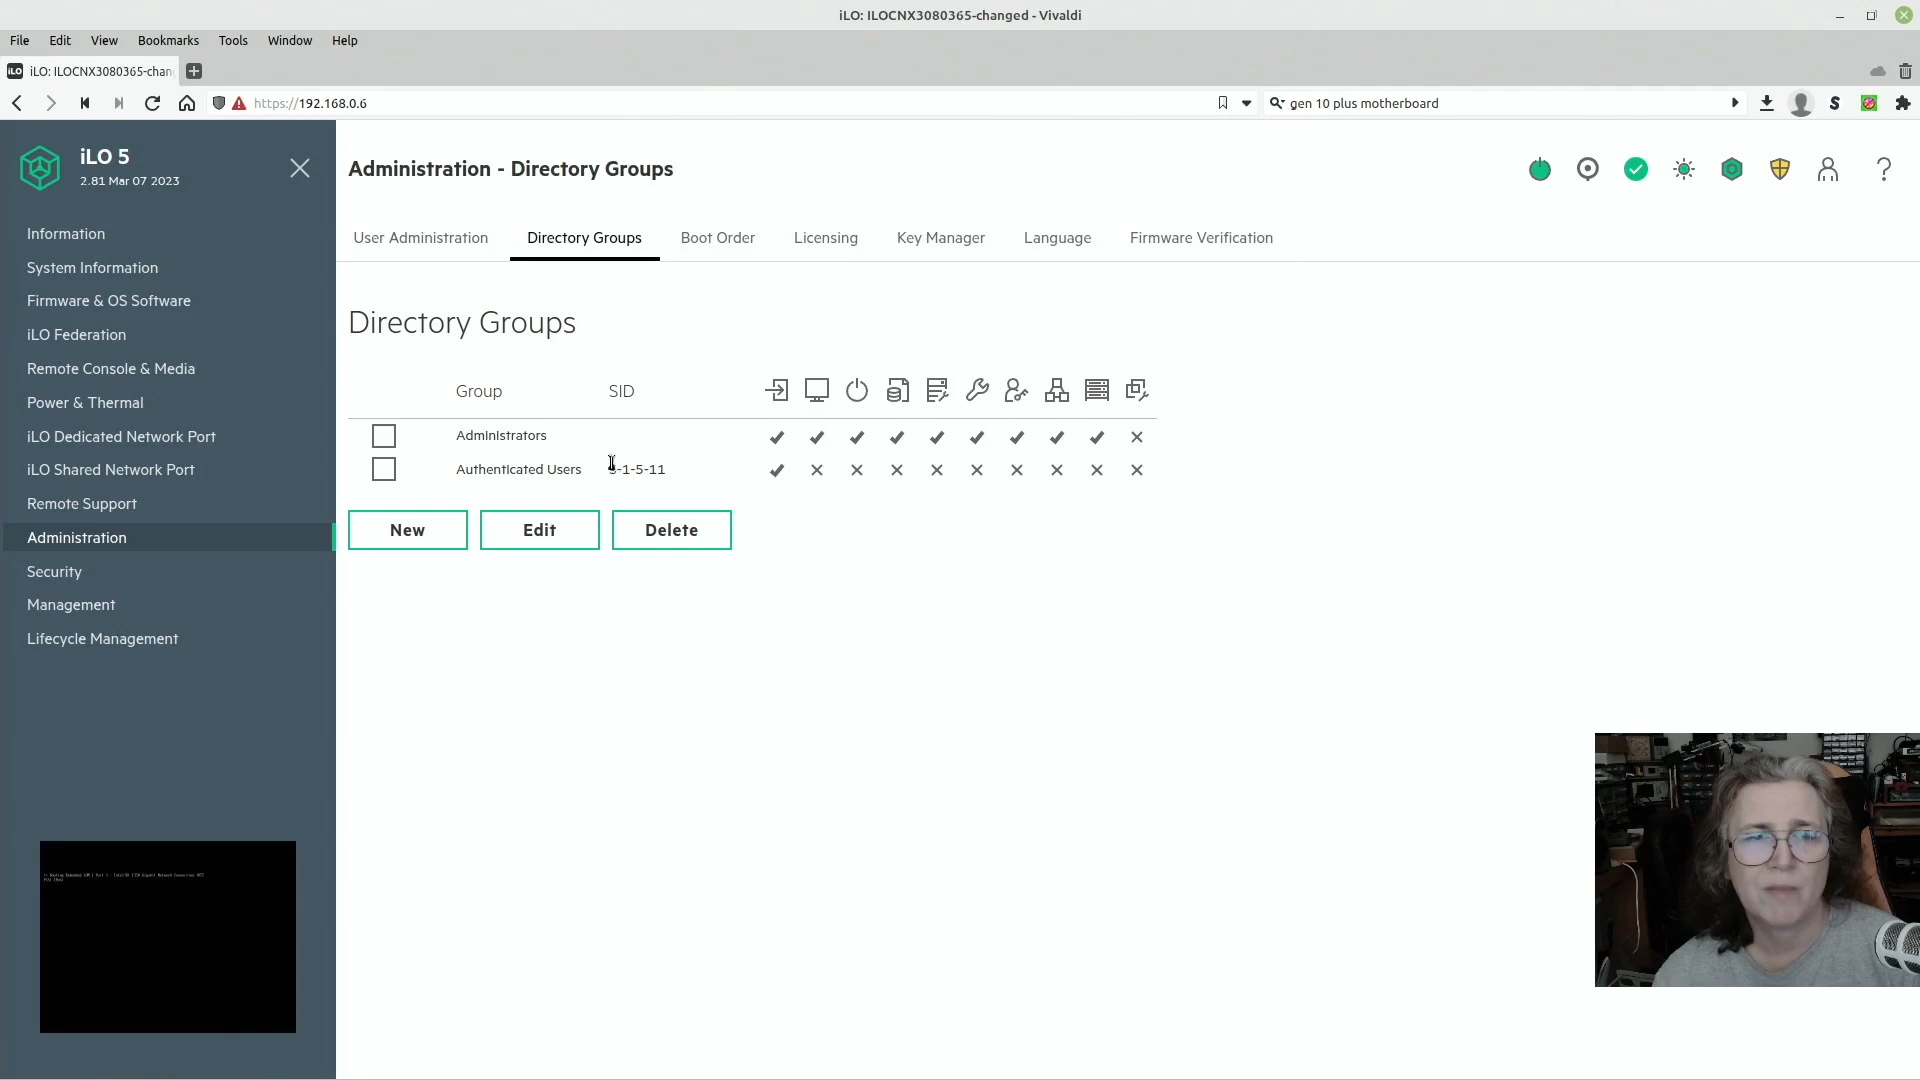 iLO: ILOCNX3080365-changed - Vivaldi
File Edit View Bookmarks Tools Window Help
iLO: ILOCNX3080365-chan
https://192.168.0.6
gen 10 plus motherboard
iLO 5
2.81 Mar 07 2023
Information
System Information
Firmware & OS Software
iLO Federation
Remote Console & Media
Power & Thermal
iLO Dedicated Network Port
iLO Shared Network Port
Remote Support
Administration
Security
Management
Lifecycle Management
Administration - Directory Groups
User Administration Directory Groups Boot Order Licensing Key Manager Language Firmware Verification
Directory Groups
Group SID
Administrators
Authenticated Users S-1-5-11
New Edit Delete